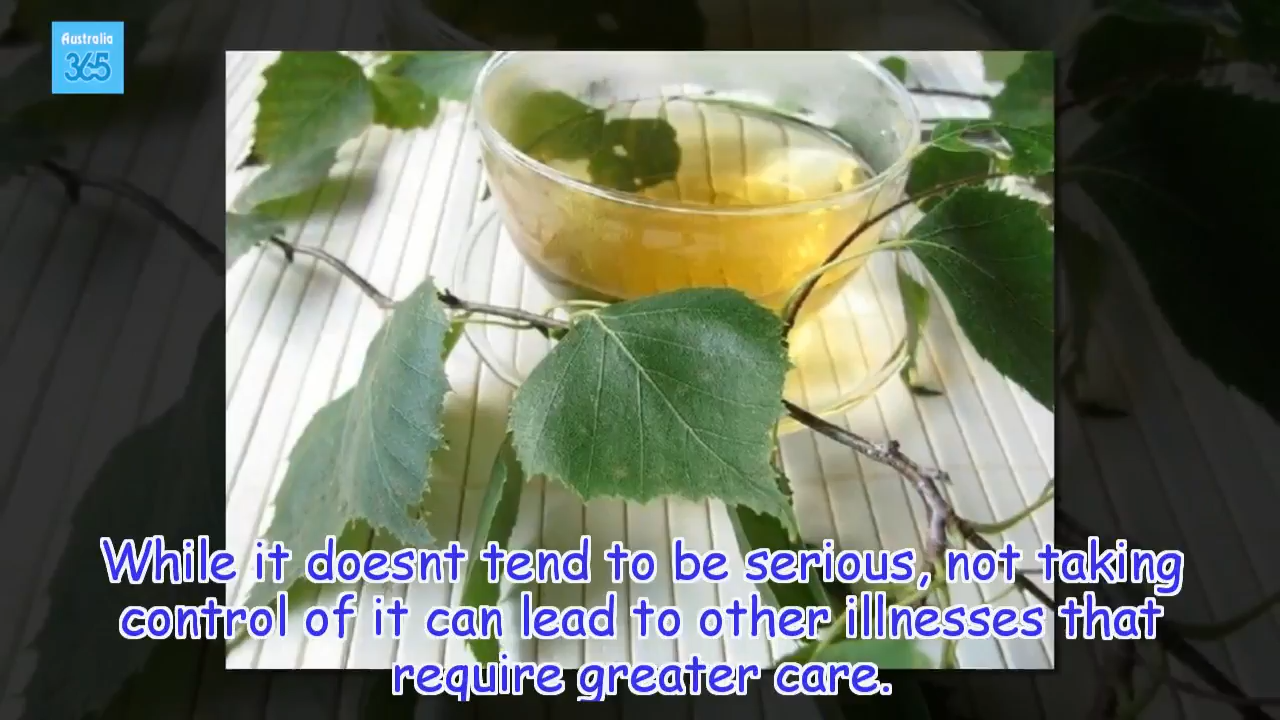 Australia
365
While it doesnt tend to be serious, not taking
control of it can lead to other illnesses that
require greater care.